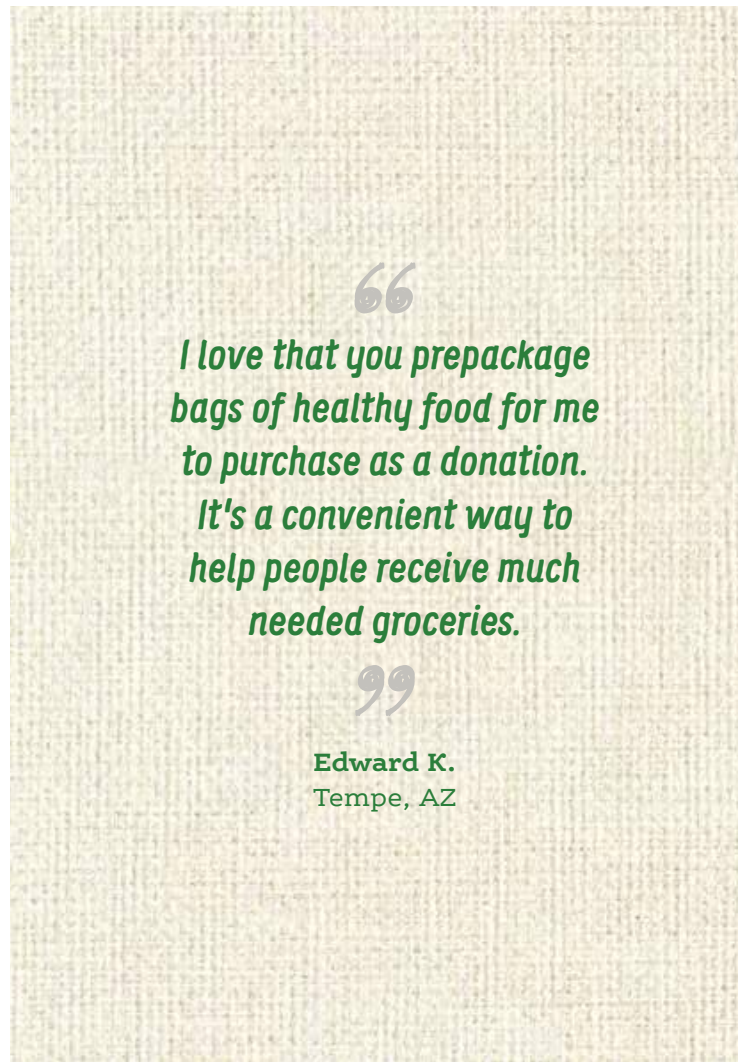 “
I love that you prepackage
bags of healthy food for me
to purchase as a donation.
It's a convenient way to
help people receive much
needed groceries.
”
Edward K.
Tempe, AZ